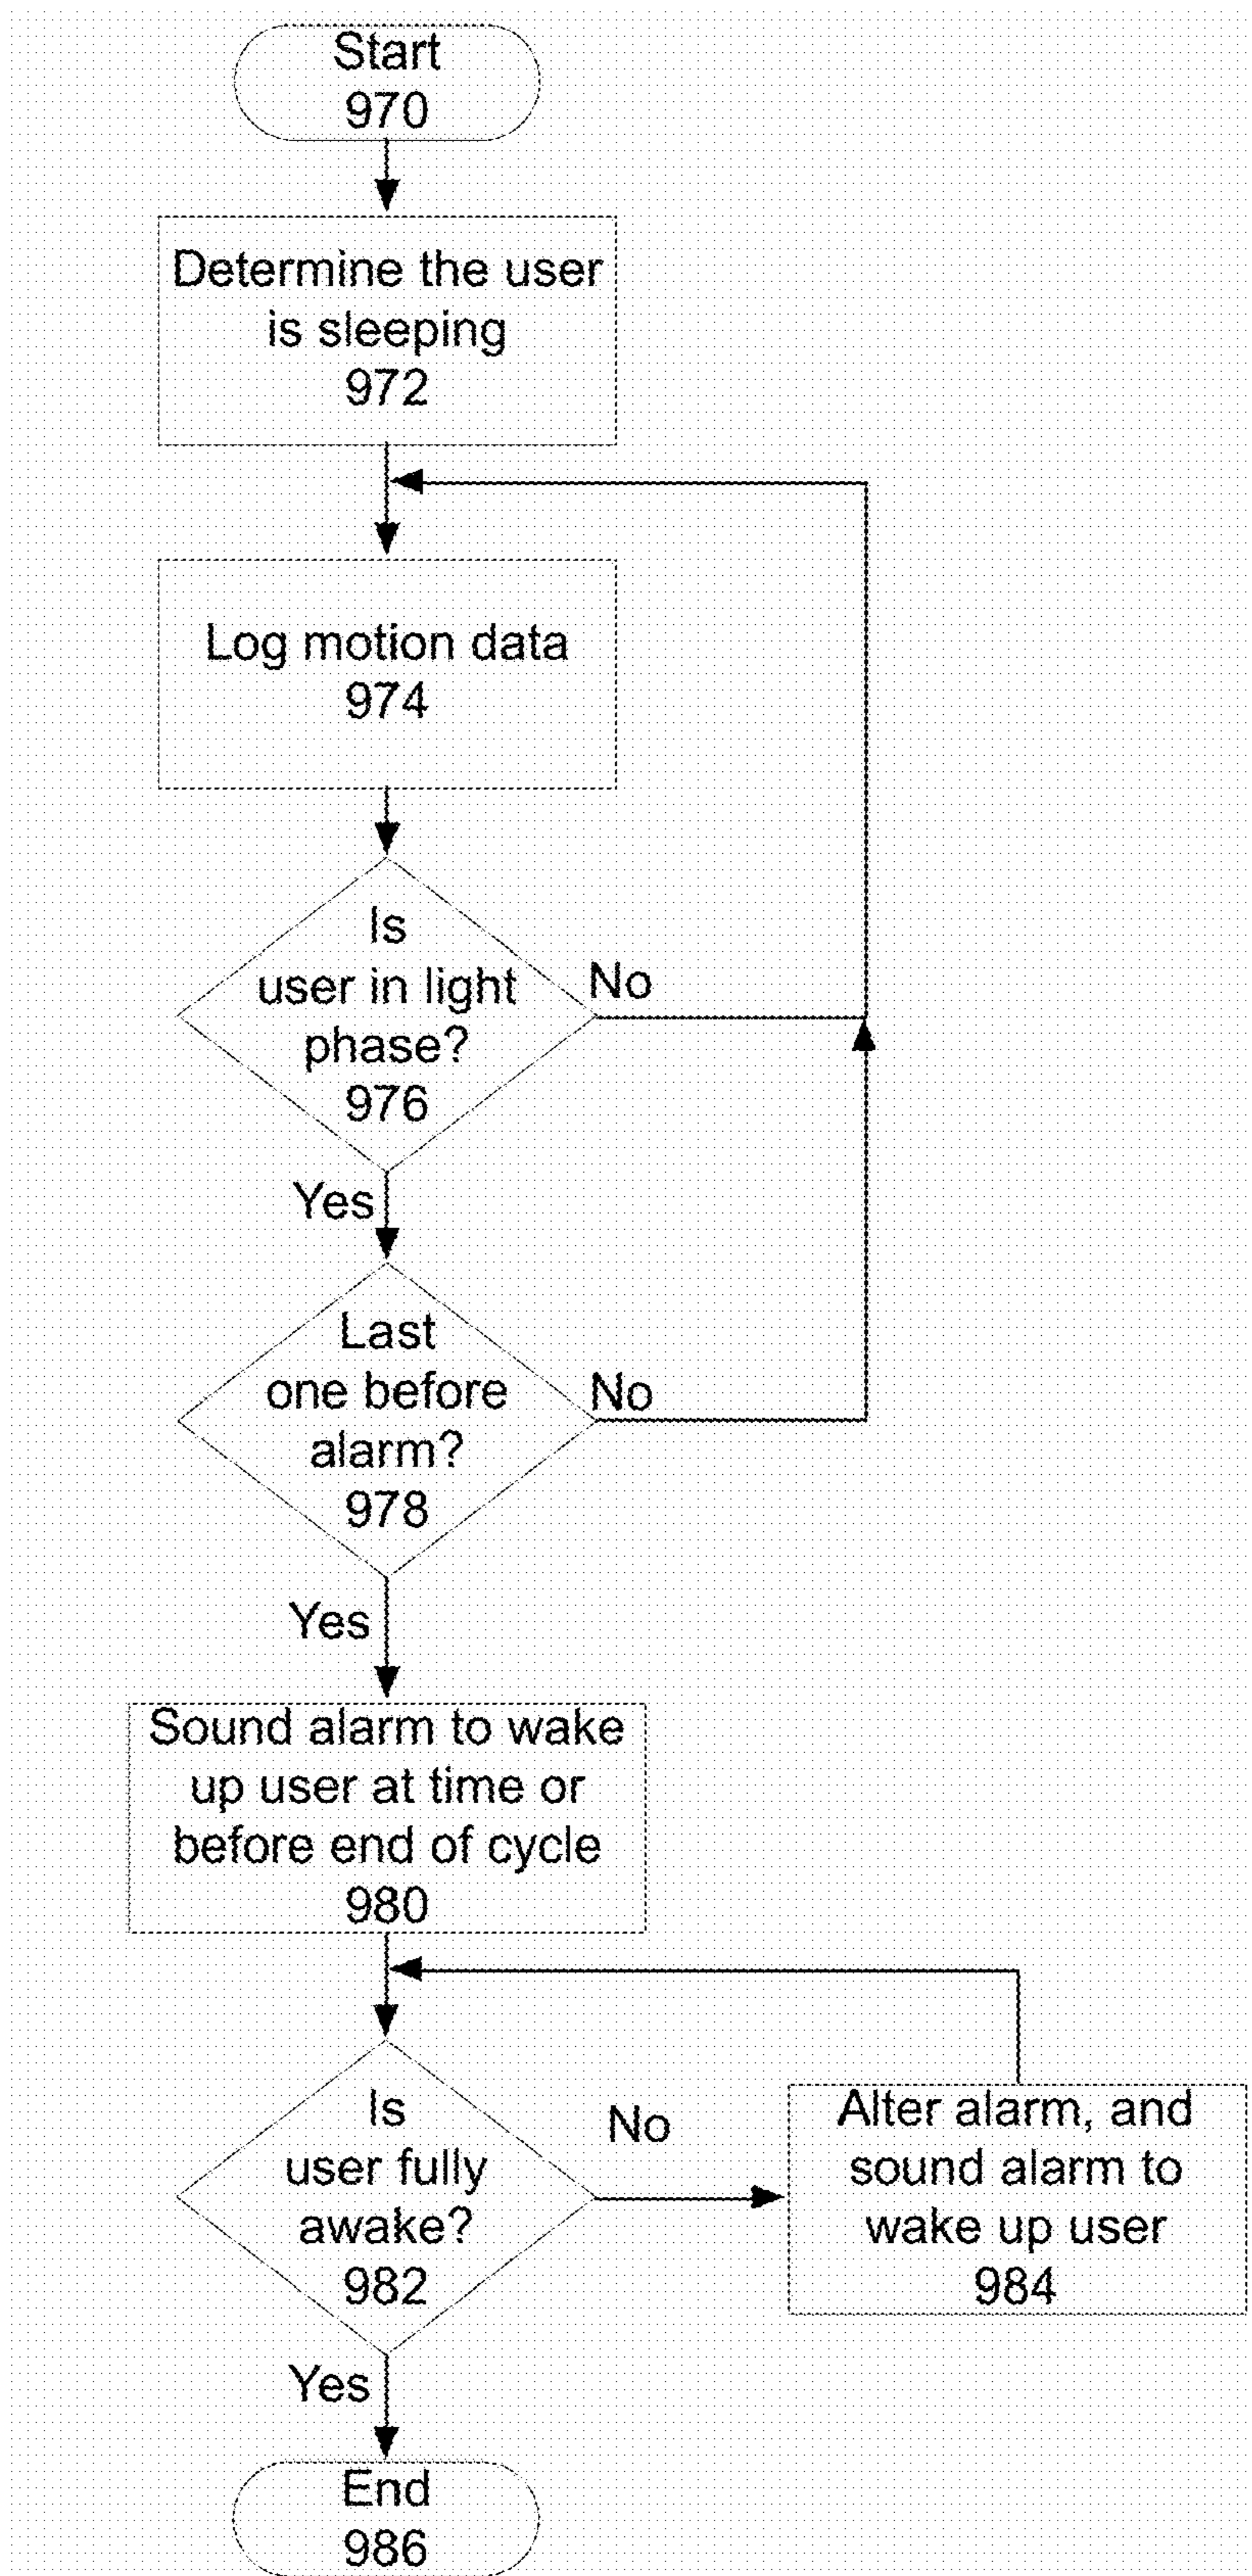 Start
970
Determine the user
is sleeping
972
Log motion data
974
Is
user in light
phase?
976
No
Yes
Last
one before
alarm?
978
No
Yes
Sound alarm to wake
up user at time or
before end of cycle
980
Is
user fully
awake?
982
No
Alter alarm, and
sound alarm to
wake up user
984
Yes
End
986